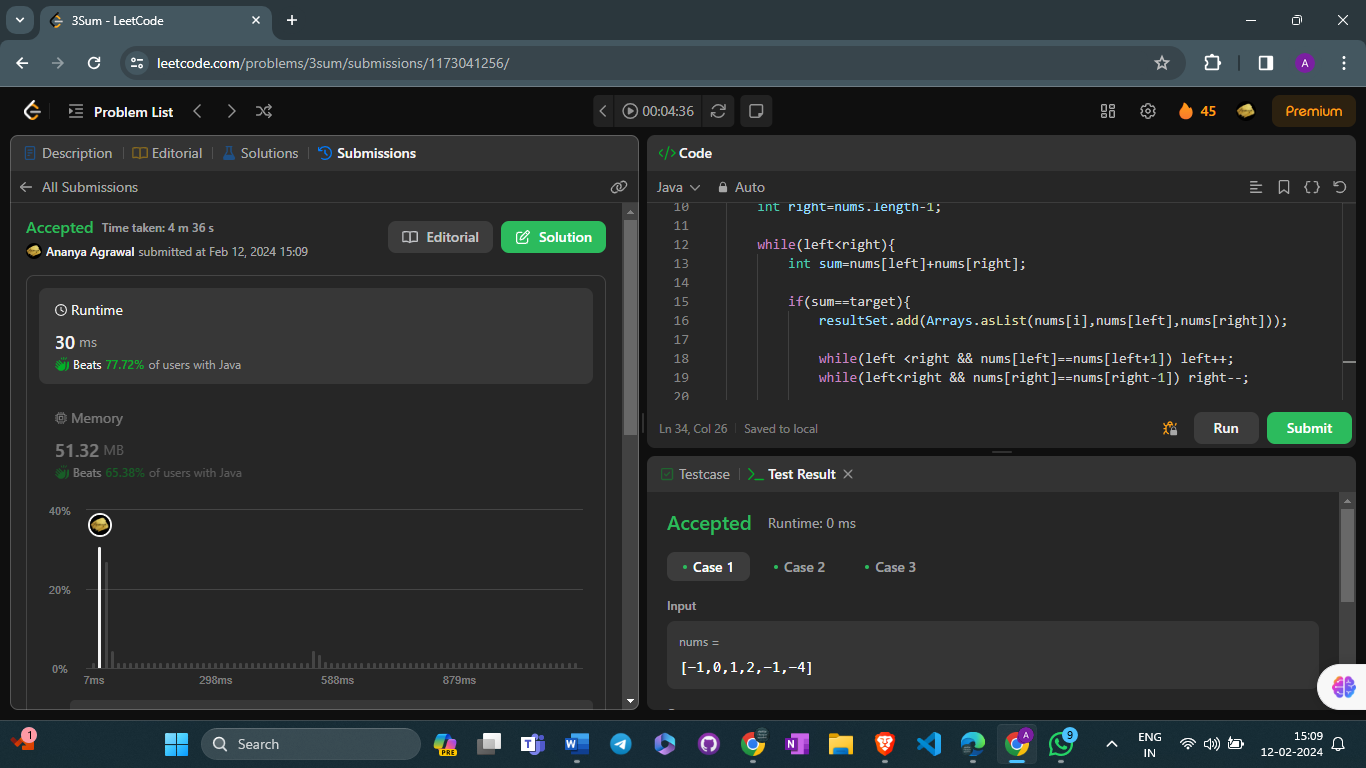 3Sum - LeetCode
leetcode.com/problems/3sum/submissions/1173041256/
A
Problem List
00:04:36
45
Premium
Description
Editorial
Solutions
Submissions
All Submissions
Accepted Time taken: 4 m 36 s
Ananya Agrawal submitted at Feb 12, 2024 15:09
Editorial
Solution
Runtime
30 ms
Beats 77.72% of users with Java
Memory
51.32 MB
Beats 65.38% of users with Java
40%
20%
0%
7ms 298ms 588ms 879ms
</> Code
Java Auto
10 int right=nums.length-1;
11
12 while(left<right){
13 int sum=nums[left]+nums[right];
14
15 if(sum==target){
16 resultSet.add(Arrays.asList(nums[i],nums[left],nums[right]));
17
18 while(left <right && nums[left]==nums[left+1]) left++;
19 while(left<right && nums[right]==nums[right-1]) right--;
20
Ln 34, Col 26 Saved to local
Run
Submit
Testcase
Test Result
Accepted Runtime: 0 ms
Case 1 Case 2 Case 3
Input
nums =
[-1,0,1,2,-1,-4]
1
Search
PRE
A
9
ENG
IN
15:09
12-02-2024